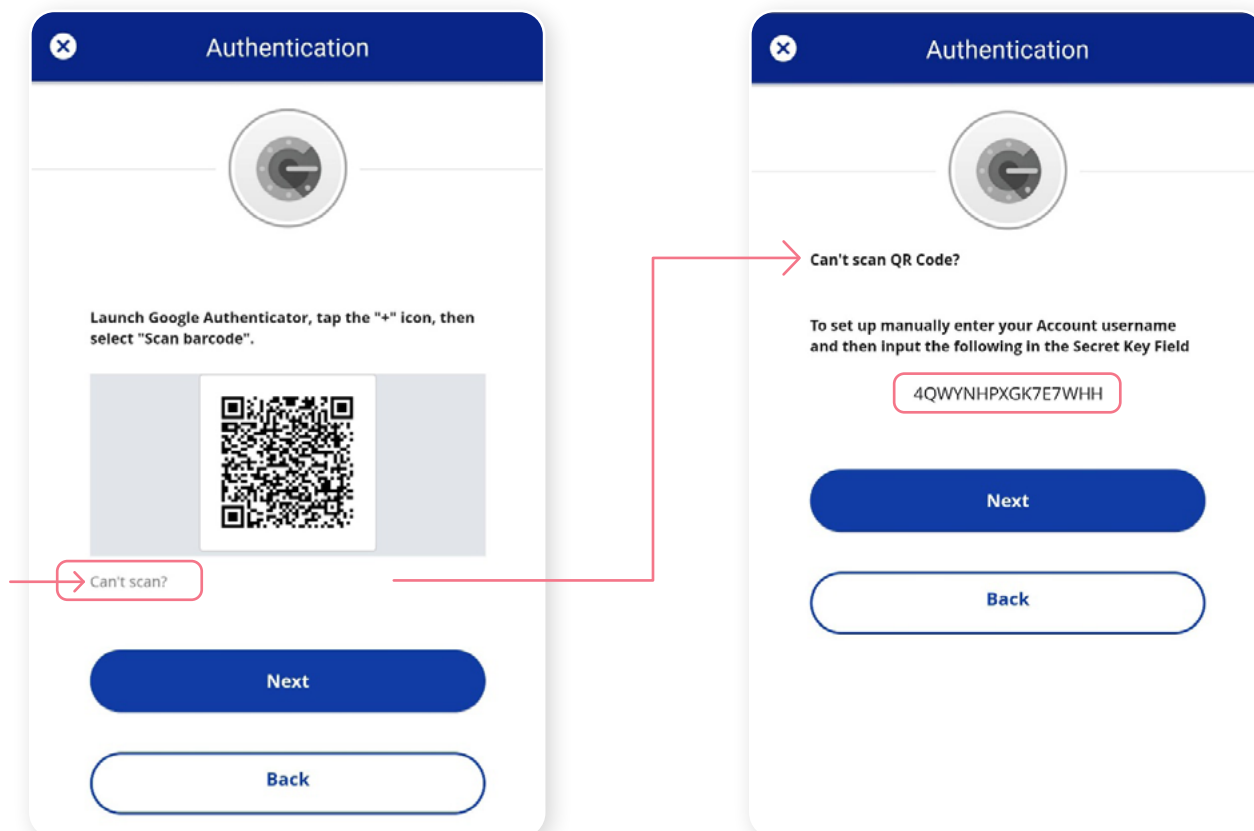 Authentication
Launch Google Authenticator, tap the "+" icon, then
select "Scan barcode".
Can't scan?
Next
Back
Authentication
Can't scan QR Code?
To set up manually enter your Account username
and then input the following in the Secret Key Field
4QWYNHPXGK7E7WHH
Next
Back